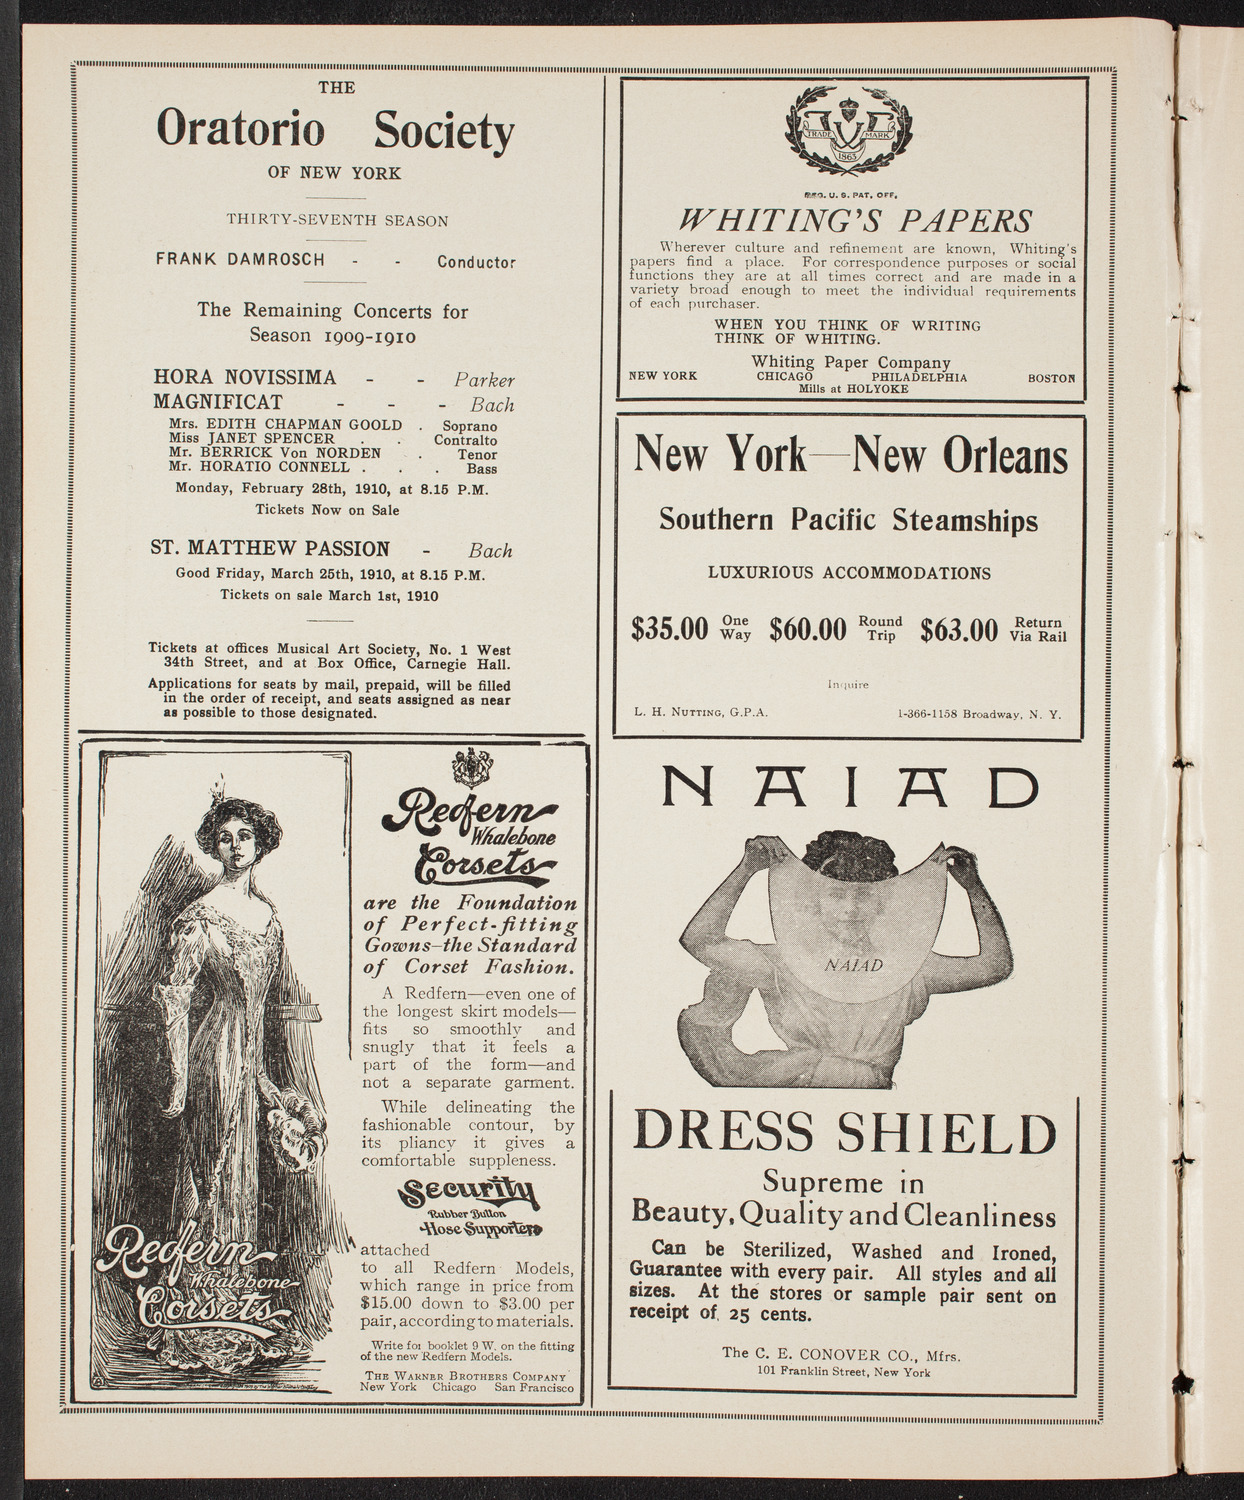 THE
Oratorio Society
OF NEW YORK
THIRTY-SEVENTH SEASON
FRANK DAMROSCH - - Conductor
The Remaining Concerts for
Season 1909-1910
HORA NOVISSIMA - - Parker
MAGNIFICAT - - - Bach
Mrs. EDITH CHAPMAN GOOLD . Soprano
Miss JANET SPENCER . . Contralto
Mr. BERRICK Von NORDEN . Tenor
Mr. HORATIO CONNELL . . . Bass
Monday, February 28th, 1910, at 8.15 P.M.
Tickets Now on Sale
ST. MATTHEW PASSION - Bach
Good Friday, March 25th, 1910, at 8.15 P.M.
Tickets on sale March 1st, 1910
Tickets at offices Musical Art Society, No. 1 West
34th Street, and at Box Office, Carnegie Hall.
Applications for seats by mail, prepaid, will be filled
in the order of receipt, and seats assigned as near
as possible to those designated.
Redfern
Whalebone
Corsets
Redfern
Whalebone
Corsets
are the Foundation
of Perfect-fitting
Gowns—the Standard
of Corset Fashion.
A Redfern—even one of
the longest skirt models—
fits so smoothly and
snugly that it feels a
part of the form—and
not a separate garment.
While delineating the
fashionable contour, by
its pliancy it gives a
comfortable suppleness.
Security
Rubber Button
Hose Supporters
attached
to all Redfern Models,
which range in price from
$15.00 down to $3.00 per
pair, according to materials.
Write for booklet 9 W. on the fitting
of the new Redfern Models.
THE WARNER BROTHERS COMPANY
New York Chicago San Francisco
TRADE MARK
1863
REG. U. S. PAT. OFF.
WHITING'S PAPERS
Wherever culture and refinement are known, Whiting's
papers find a place. For correspondence purposes or social
functions they are at all times correct and are made in a
variety broad enough to meet the individual requirements
of each purchaser.
WHEN YOU THINK OF WRITING
THINK OF WHITING.
Whiting Paper Company
NEW YORK CHICAGO PHILADELPHIA BOSTON
Mills at HOLYOKE
New York—New Orleans
Southern Pacific Steamships
LUXURIOUS ACCOMMODATIONS
$35.00 One Way $60.00 Round Trip $63.00 Return Via Rail
Inquire
L. H. NUTTING, G.P.A. 1-366-1158 Broadway, N. Y.
NAIAD
NAIAD
DRESS SHIELD
Supreme in
Beauty, Quality and Cleanliness
Can be Sterilized, Washed and Ironed,
Guarantee with every pair. All styles and all
sizes. At the stores or sample pair sent on
receipt of 25 cents.
The C. E. CONOVER CO., Mfrs.
101 Franklin Street, New York